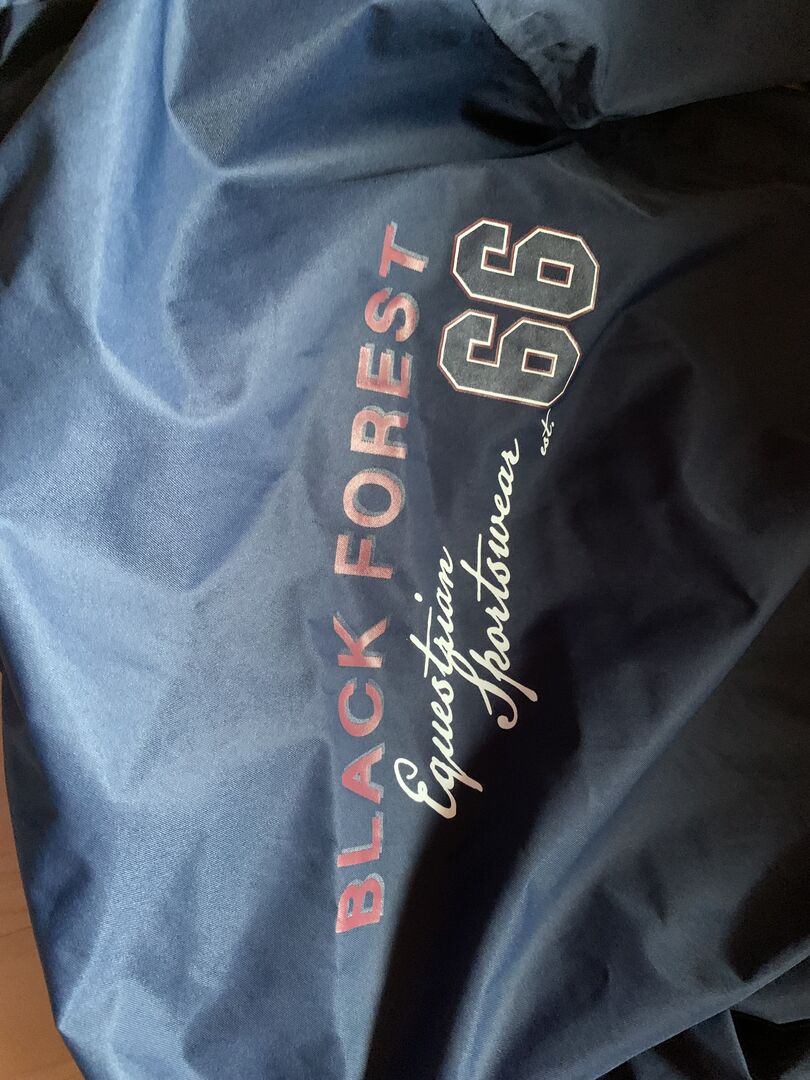 BLACK FOREST
Equestrian
Sportswear
est. 66